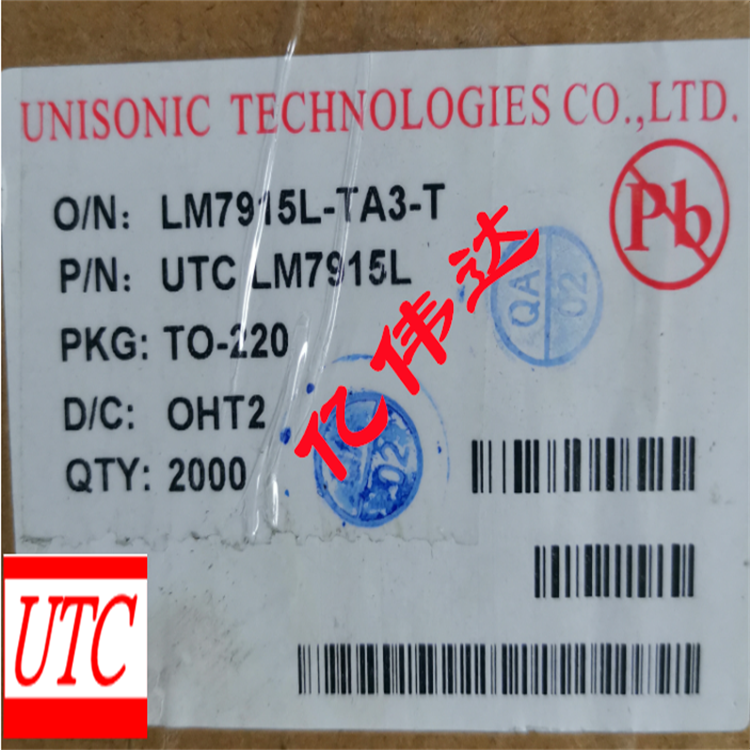 UNISONIC TECHNOLOGIES CO.,LTD.
O/N: LM7915L-TA3-T
P/N: UTC LM7915L
PKG: TO-220
D/C: OHT2
QTY: 2000
Pb
QA 02
02
亿伟达
UTC